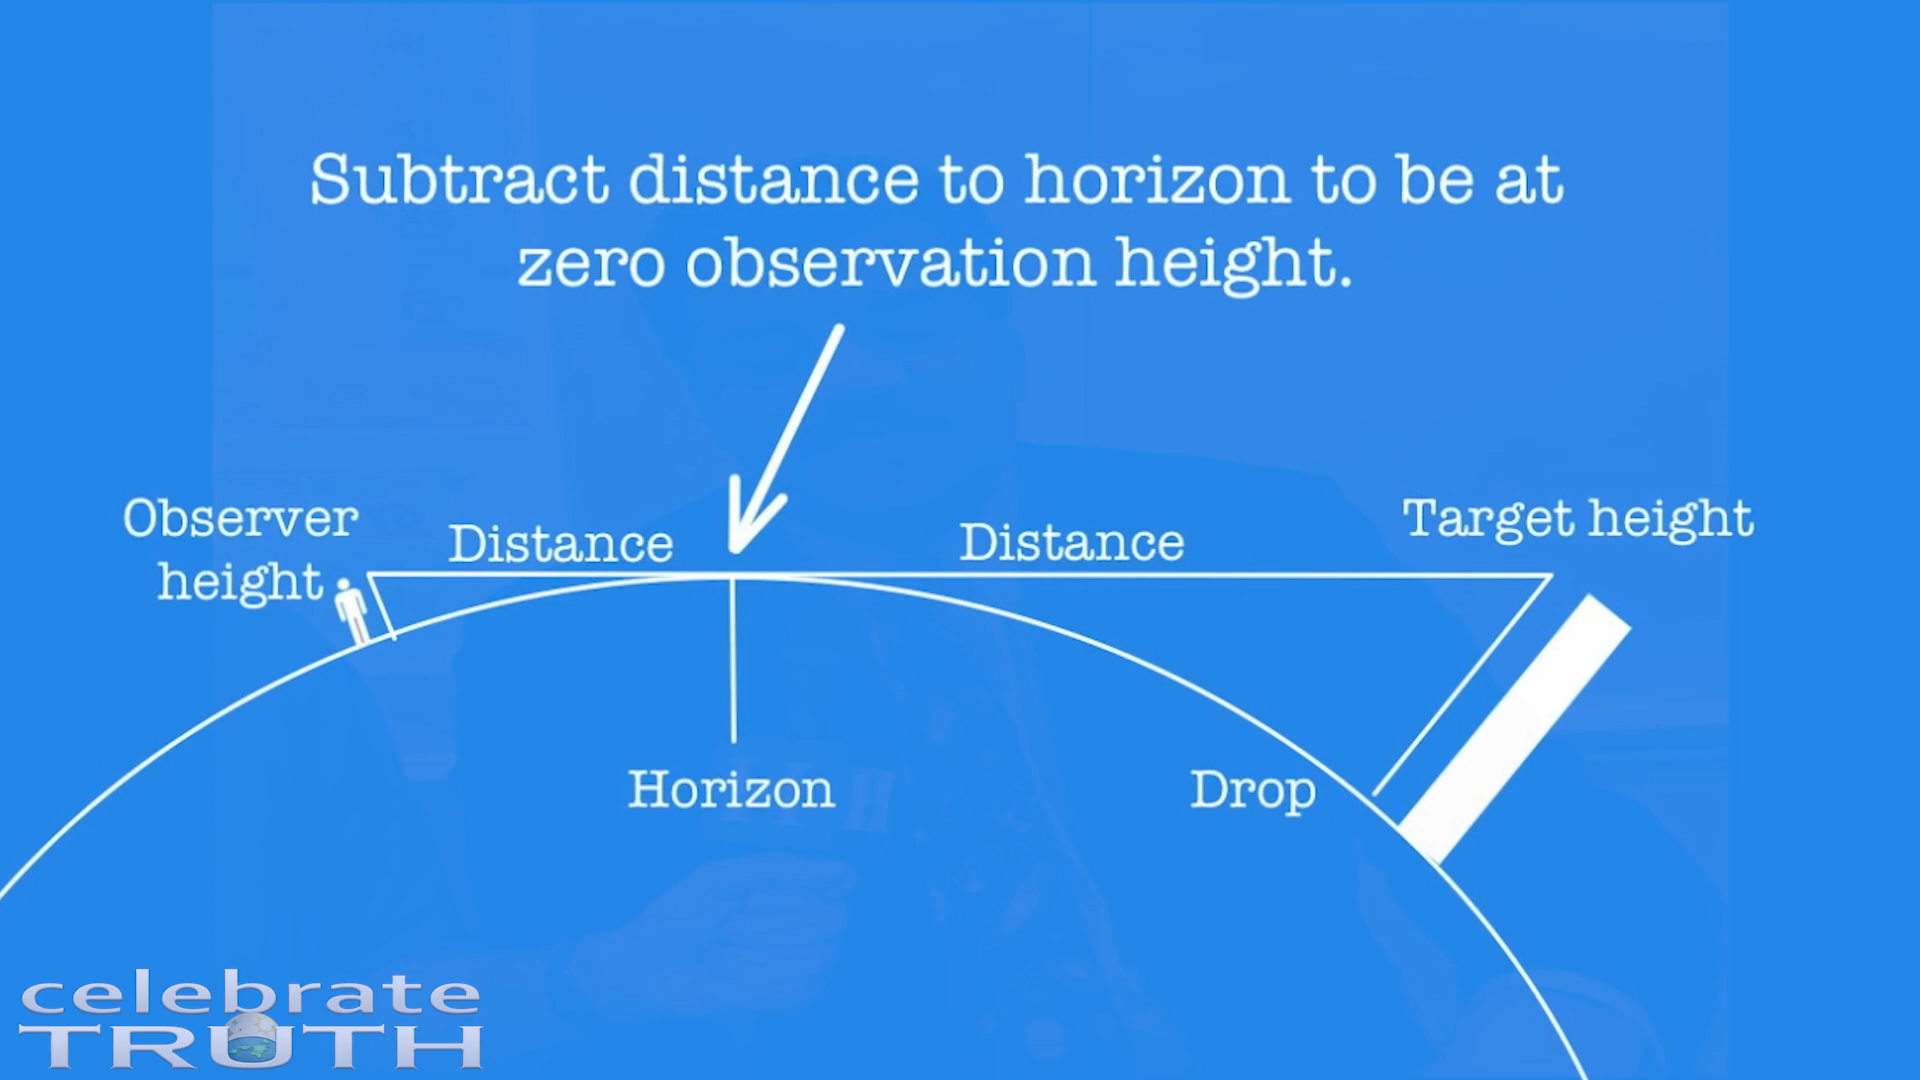 Subtract distance to horizon to be at
zero observation height.
Observer
height
Distance
Distance
Target height
Horizon
Drop
celebrate
TRUTH